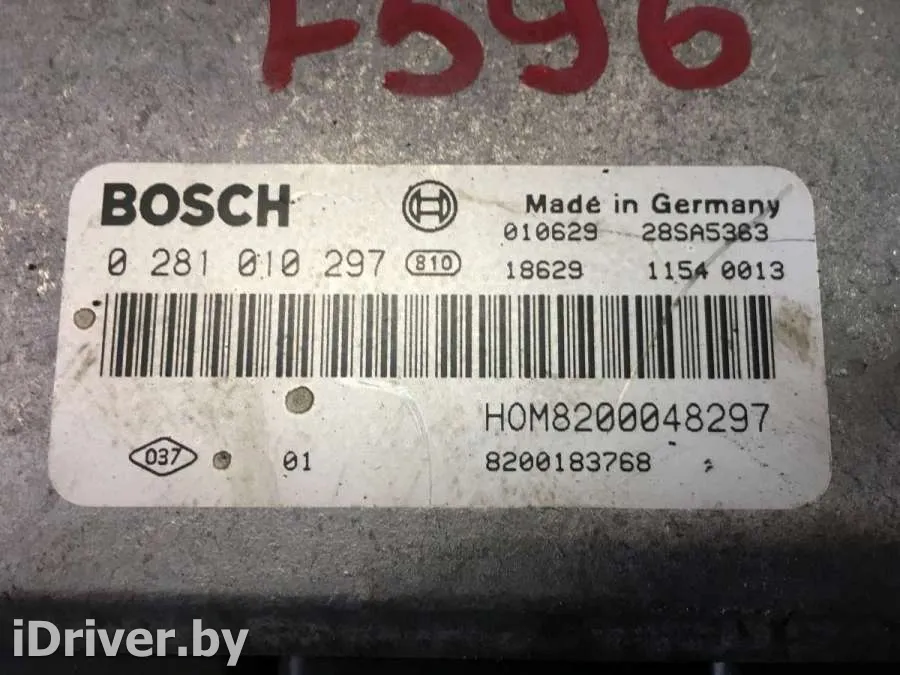 F596
BOSCH Made in Germany
010629 28SA5363
0 281 010 297 810 18629 1154 0013
HOM8200048297
037 01 8200183768
iDriver.by